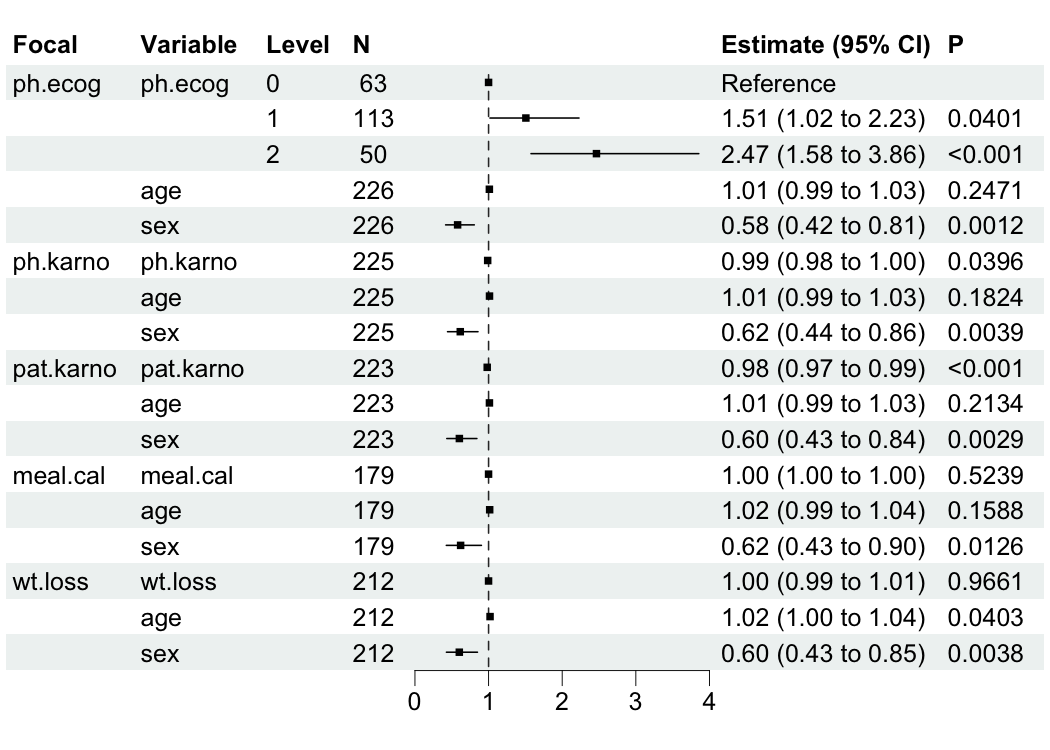 Focal Variable Level N Estimate (95% CI) P
ph.ecog ph.ecog 0 63 Reference
1 113 1.51 (1.02 to 2.23) 0.0401
2 50 2.47 (1.58 to 3.86) <0.001
age 226 1.01 (0.99 to 1.03) 0.2471
sex 226 0.58 (0.42 to 0.81) 0.0012
ph.karno ph.karno 225 0.99 (0.98 to 1.00) 0.0396
age 225 1.01 (0.99 to 1.03) 0.1824
sex 225 0.62 (0.44 to 0.86) 0.0039
pat.karno pat.karno 223 0.98 (0.97 to 0.99) <0.001
age 223 1.01 (0.99 to 1.03) 0.2134
sex 223 0.60 (0.43 to 0.84) 0.0029
meal.cal meal.cal 179 1.00 (1.00 to 1.00) 0.5239
age 179 1.02 (0.99 to 1.04) 0.1588
sex 179 0.62 (0.43 to 0.90) 0.0126
wt.loss wt.loss 212 1.00 (0.99 to 1.01) 0.9661
age 212 1.02 (1.00 to 1.04) 0.0403
sex 212 0.60 (0.43 to 0.85) 0.0038
0 1 2 3 4